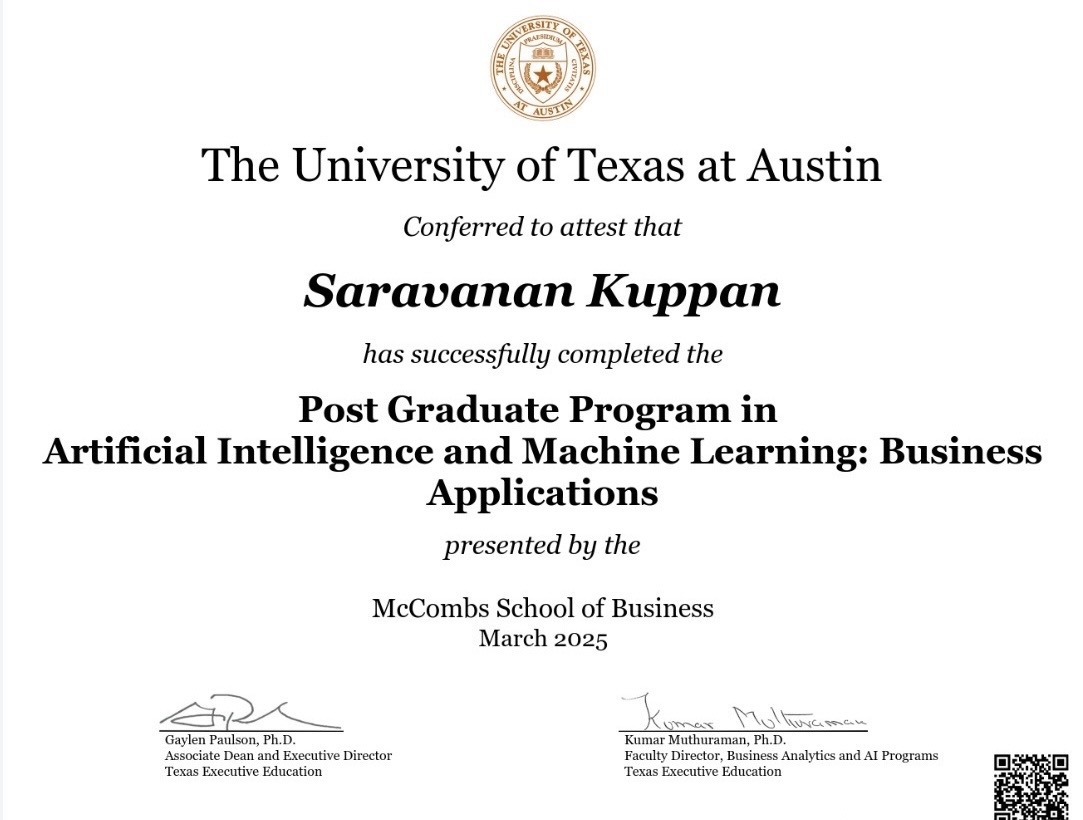 THE UNIVERSITY OF TEXAS
PRAESIDIUM
DISCIPLINA
CIVITATIS
AT AUSTIN
The University of Texas at Austin
Conferred to attest that
Saravanan Kuppan
has successfully completed the
Post Graduate Program in
Artificial Intelligence and Machine Learning: Business
Applications
presented by the
McCombs School of Business
March 2025
Kumar Muthuraman
Gaylen Paulson, Ph.D.
Associate Dean and Executive Director
Texas Executive Education
Kumar Muthuraman, Ph.D.
Faculty Director, Business Analytics and AI Programs
Texas Executive Education